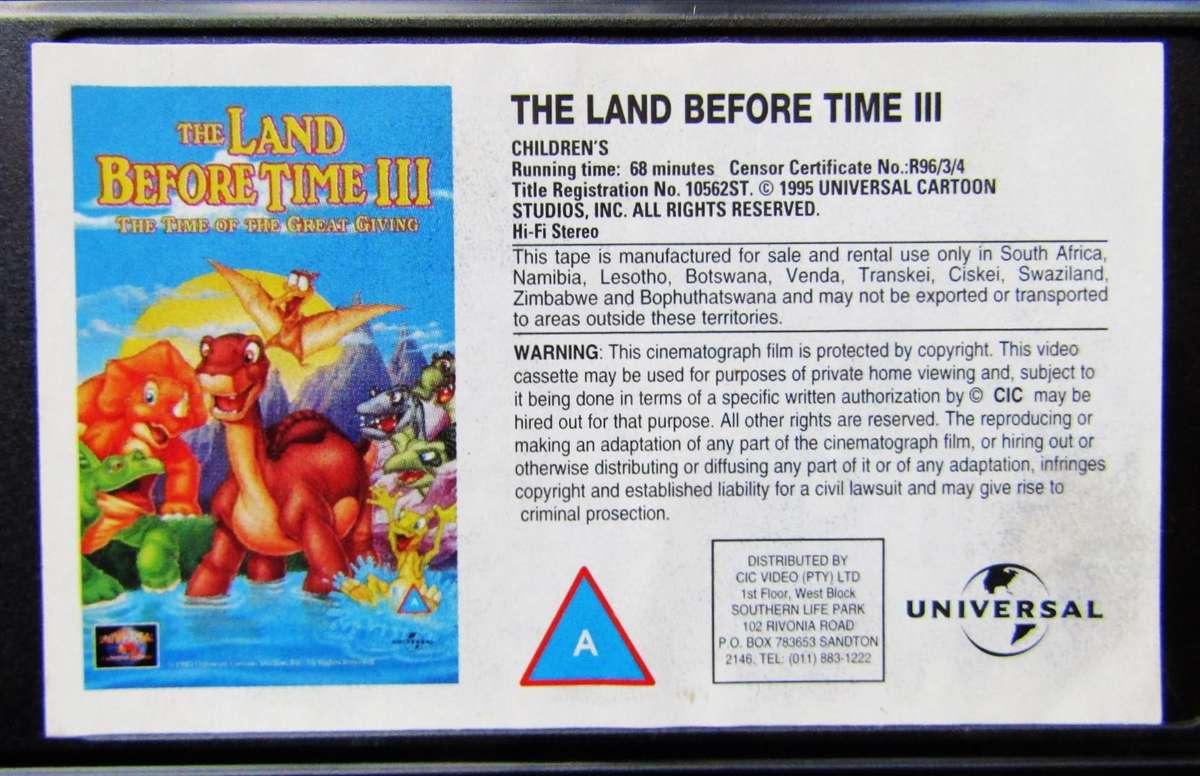 THE LAND
BEFORE TIME III
THE TIME OF THE GREAT GIVING
A
UNIVERSAL
THE LAND BEFORE TIME III
CHILDREN'S
Running time: 68 minutes Censor Certificate No.:R96/3/4
Title Registration No. 10562ST. © 1995 UNIVERSAL CARTOON
STUDIOS, INC. ALL RIGHTS RESERVED.
Hi-Fi Stereo
This tape is manufactured for sale and rental use only in South Africa,
Namibia, Lesotho, Botswana, Venda, Transkei, Ciskei, Swaziland,
Zimbabwe and Bophuthatswana and may not be exported or transported
to areas outside these territories.
WARNING: This cinematograph film is protected by copyright. This video
cassette may be used for purposes of private home viewing and, subject to
it being done in terms of a specific written authorization by © CIC may be
hired out for that purpose. All other rights are reserved. The reproducing or
making an adaptation of any part of the cinematograph film, or hiring out or
otherwise distributing or diffusing any part of it or of any adaptation, infringes
copyright and established liability for a civil lawsuit and may give rise to
criminal prosection.
A
DISTRIBUTED BY
CIC VIDEO (PTY) LTD
1st Floor, West Block
SOUTHERN LIFE PARK
102 RIVONIA ROAD
P.O. BOX 783653 SANDTON
2146, TEL: (011) 883-1222
UNIVERSAL